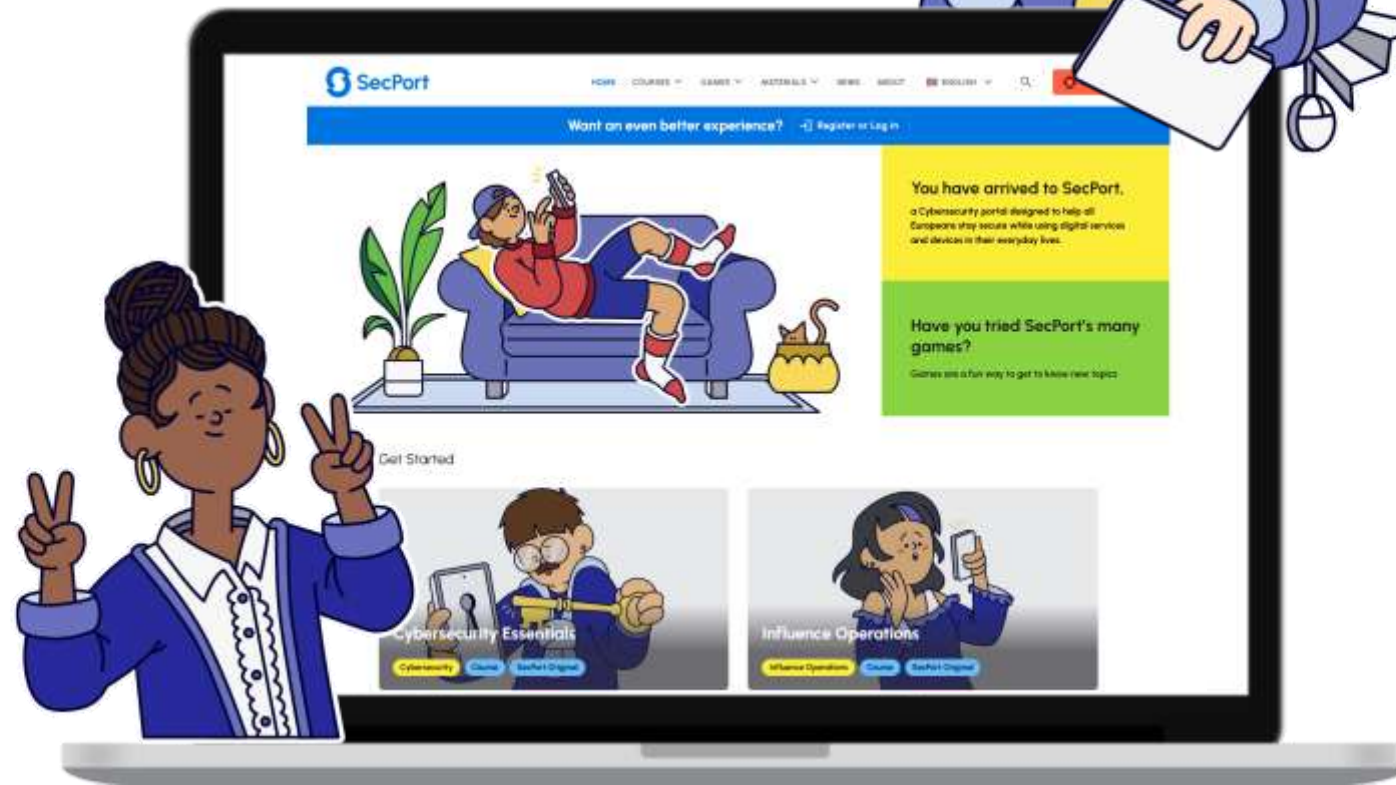 SecPort
HOME COURSES GAMES MATERIALS NEWS ABOUT ENGLISH
Want an even better experience? Register or Log in
You have arrived to SecPort,
a Cybersecurity portal designed to help all
Europeans stay secure while using digital services
and devices in their everyday lives.
Have you tried SecPort's many
games?
Games are a fun way to get to know new topics
Get Started
Cybersecurity Essentials
Cybersecurity Course SecPort Original
Influence Operations
Influence Operations Course SecPort Original